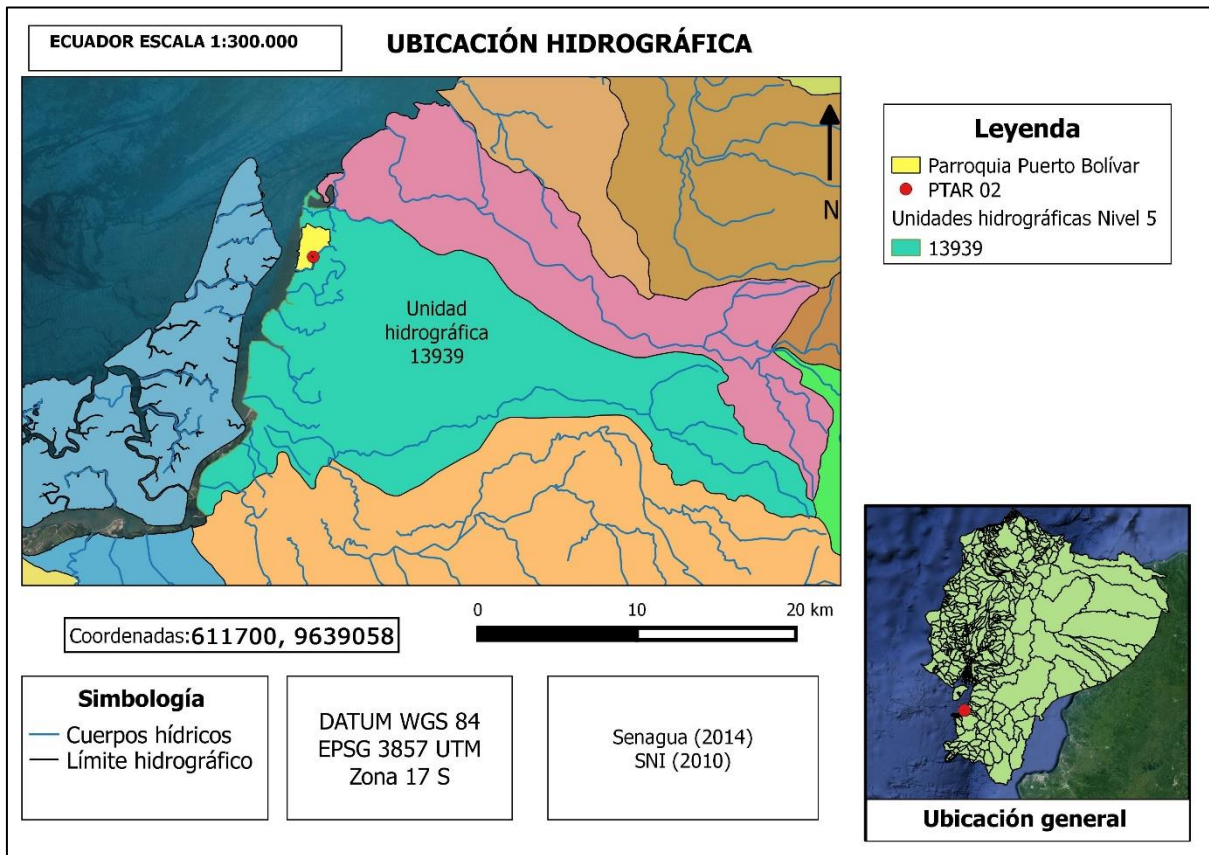 ECUADOR ESCALA 1:300.000
UBICACIÓN HIDROGRÁFICA
N
Unidad
hidrográfica
13939
Leyenda
Parroquia Puerto Bolívar
PTAR 02
Unidades hidrográficas Nivel 5
13939
0 10 20 km
Coordenadas:611700, 9639058
Simbología
Cuerpos hídricos
Límite hidrográfico
DATUM WGS 84
EPSG 3857 UTM
Zona 17 S
Senagua (2014)
SNI (2010)
Ubicación general